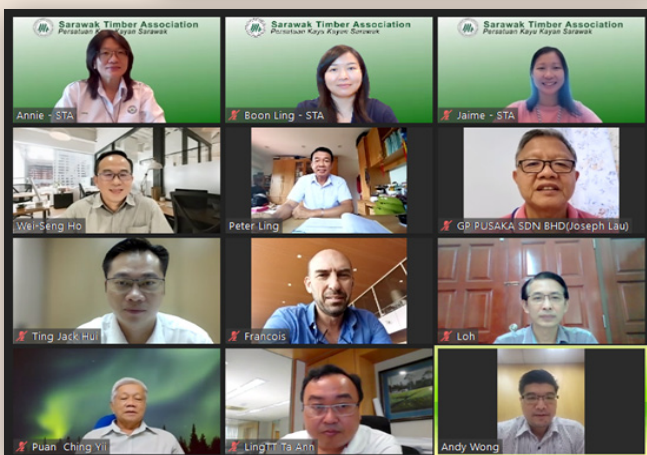 Sarawak Timber Association
Persatuan Kayu Kayan Sarawak
Annie - STA
Sarawak Timber Association
Persatuan Kayu Kayan Sarawak
Boon Ling - STA
Sarawak Timber Association
Persatuan Kayu Kayan Sarawak
Jaime - STA
Wei-Seng Ho
Peter Ling
GP PUSAKA SDN BHD(Joseph Lau)
Ting Jack Hui
Francois
Loh
Puan Ching Yii
LingTT Ta Ann
Andy Wong